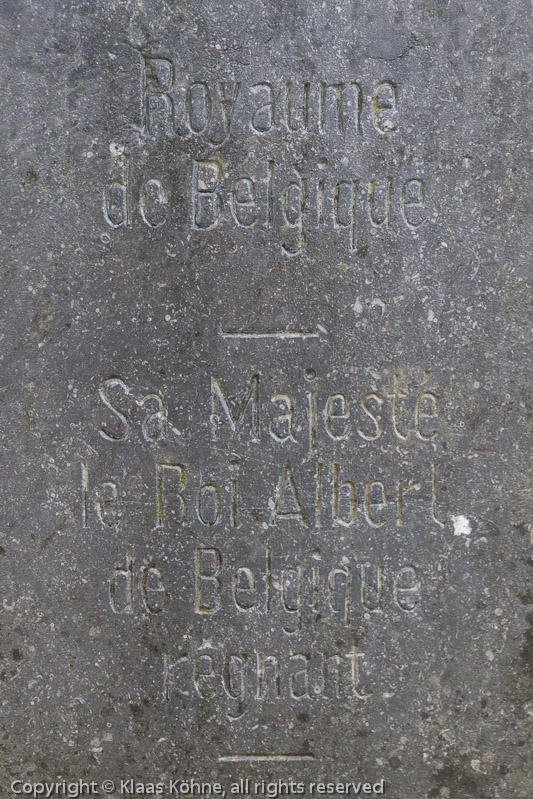 Royaume
de Belgique
Sa Majesté
le Roi Albert
de Belgique
régnant
Copyright © Klaas Köhne, all rights reserved